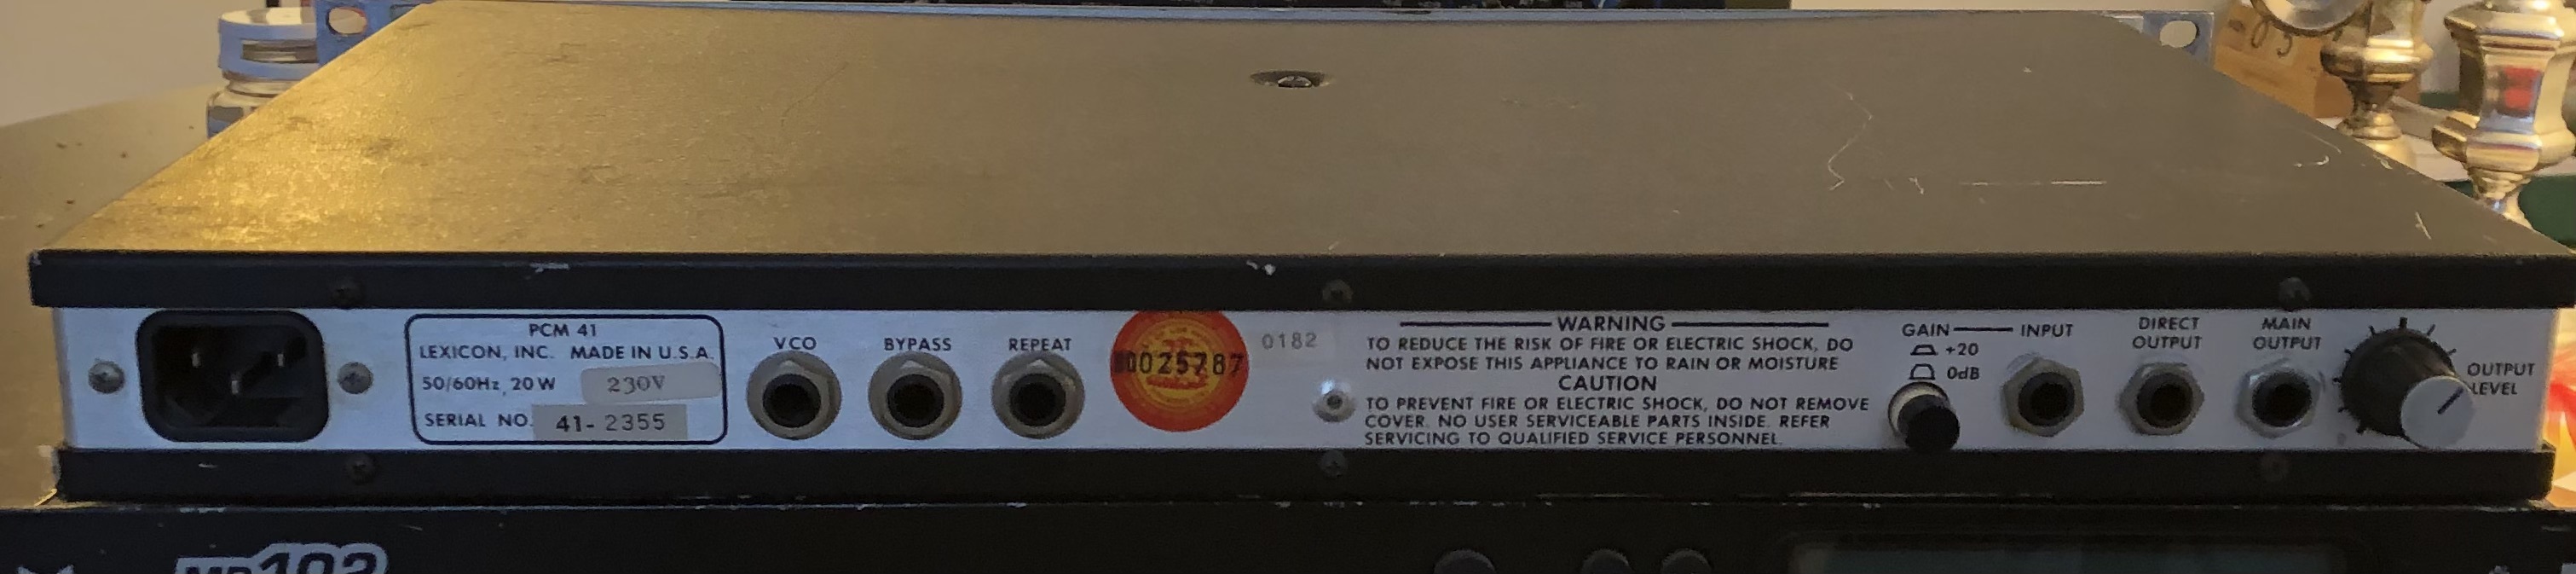 PCM 41
LEXICON, INC. MADE IN U.S.A.
50/60Hz, 20 W 230V
SERIAL NO. 41- 2355
VCO
BYPASS
REPEAT
0025787
0182
WARNING
TO REDUCE THE RISK OF FIRE OR ELECTRIC SHOCK, DO
NOT EXPOSE THIS APPLIANCE TO RAIN OR MOISTURE
CAUTION
TO PREVENT FIRE OR ELECTRIC SHOCK, DO NOT REMOVE
COVER. NO USER SERVICEABLE PARTS INSIDE. REFER
SERVICING TO QUALIFIED SERVICE PERSONNEL.
GAIN
+20
0dB
INPUT
DIRECT
OUTPUT
MAIN
OUTPUT
OUTPUT
LEVEL